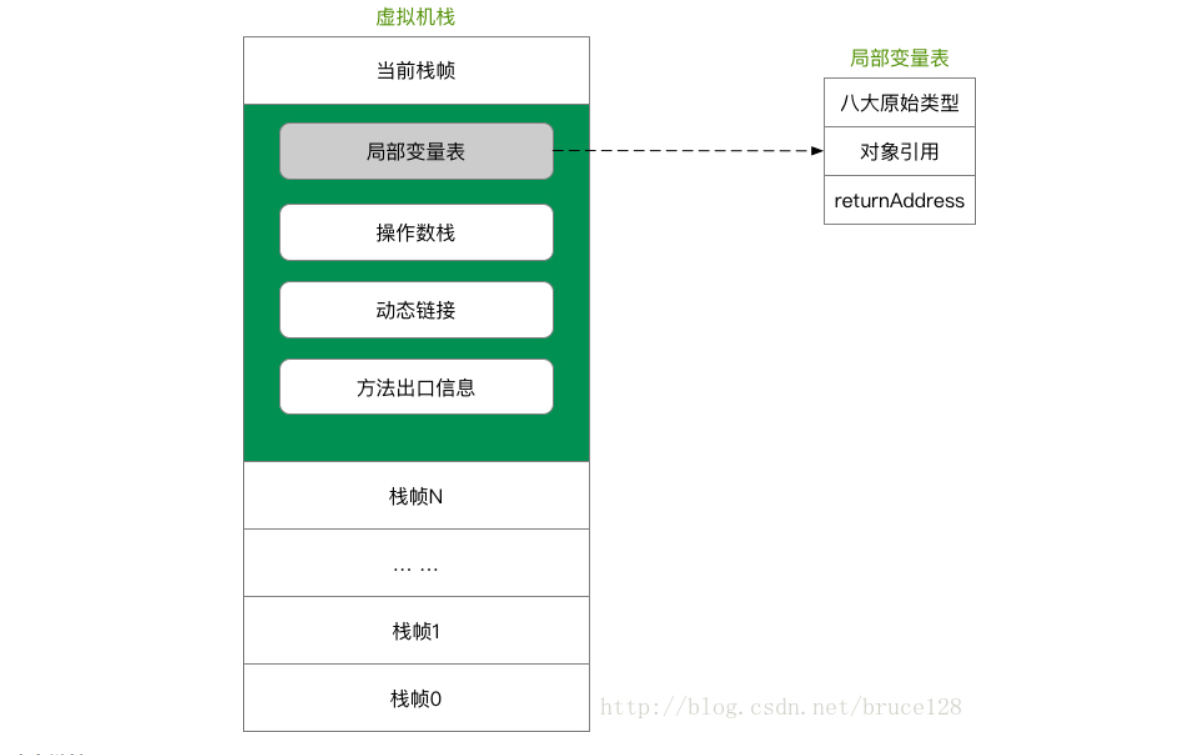 虚拟机栈
当前栈帧
局部变量表
操作数栈
动态链接
方法出口信息
栈帧N
... ...
栈帧1
栈帧0
局部变量表
八大原始类型
对象引用
returnAddress
http://blog.csdn.net/bruce128